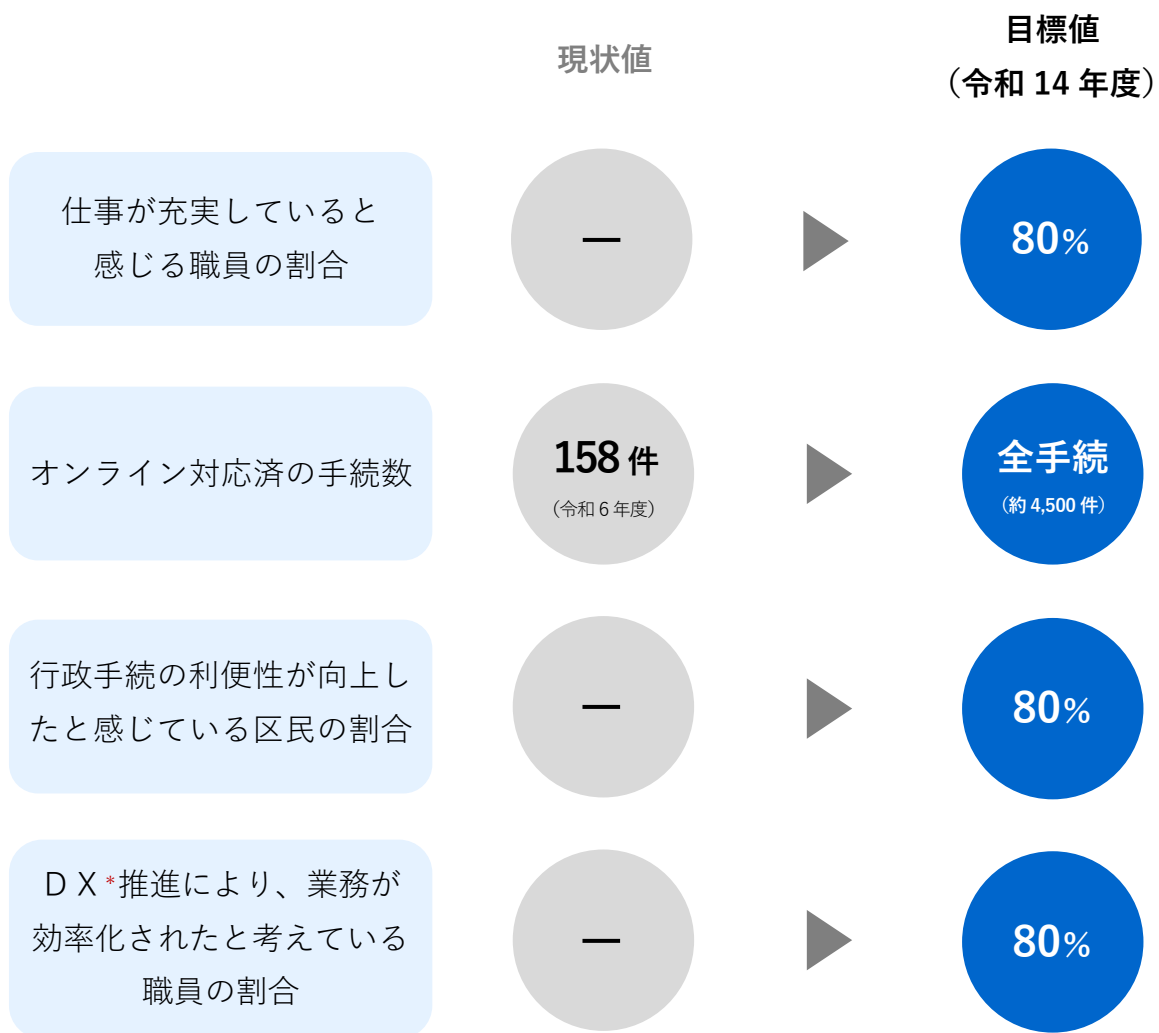 現状値
目標値
（令和 14 年度）
仕事が充実していると
感じる職員の割合
―
80%
オンライン対応済の手続数
158 件
（令和 6 年度）
全手続
（約 4,500 件）
行政手続の利便性が向上し
たと感じている区民の割合
―
80%
ＤＸ*推進により、業務が
効率化されたと考えている
職員の割合
―
80%